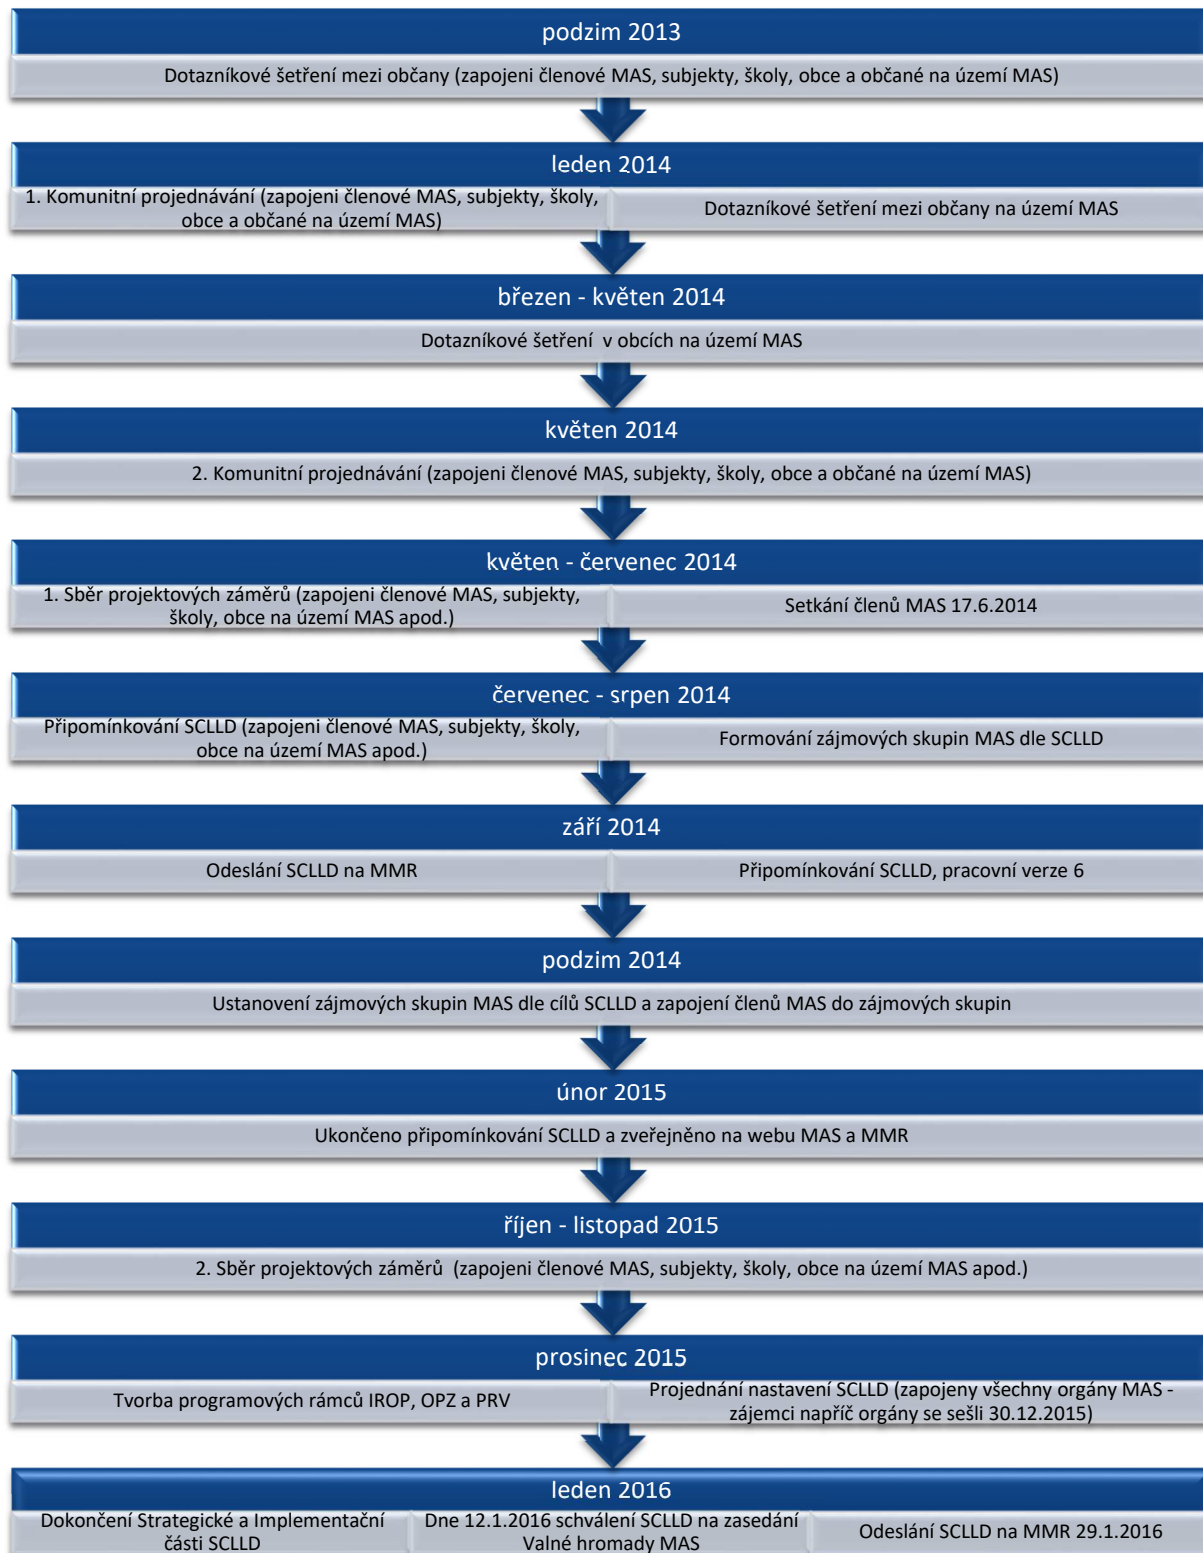 podzim 2013
Dotazníkové šetření mezi občany (zapojeni členové MAS, subjekty, školy, obce a občané na území MAS)
leden 2014
1. Komunitní projednávání (zapojeni členové MAS, subjekty, školy,
obce a občané na území MAS)
Dotazníkové šetření mezi občany na území MAS
březen - květen 2014
Dotazníkové šetření v obcích na území MAS
květen 2014
2. Komunitní projednávání (zapojeni členové MAS, subjekty, školy, obce a občané na území MAS)
květen - červenec 2014
1. Sběr projektových záměrů (zapojeni členové MAS, subjekty,
školy, obce na území MAS apod.)
Setkání členů MAS 17.6.2014
červenec - srpen 2014
Připomínkování SCLLD (zapojeni členové MAS, subjekty, školy,
obce na území MAS apod.)
Formování zájmových skupin MAS dle SCLLD
září 2014
Odeslání SCLLD na MMR
Připomínkování SCLLD, pracovní verze 6
podzim 2014
Ustanovení zájmových skupin MAS dle cílů SCLLD a zapojení členů MAS do zájmových skupin
únor 2015
Ukončeno připomínkování SCLLD a zveřejněno na webu MAS a MMR
říjen - listopad 2015
2. Sběr projektových záměrů (zapojeni členové MAS, subjekty, školy, obce na území MAS apod.)
prosinec 2015
Tvorba programových rámců IROP, OPZ a PRV
Projednání nastavení SCLLD (zapojeny všechny orgány MAS -
zájemci napříč orgány se sešli 30.12.2015)
leden 2016
Dokončení Strategické a Implementační
části SCLLD
Dne 12.1.2016 schválení SCLLD na zasedání
Valné hromady MAS
Odeslání SCLLD na MMR 29.1.2016